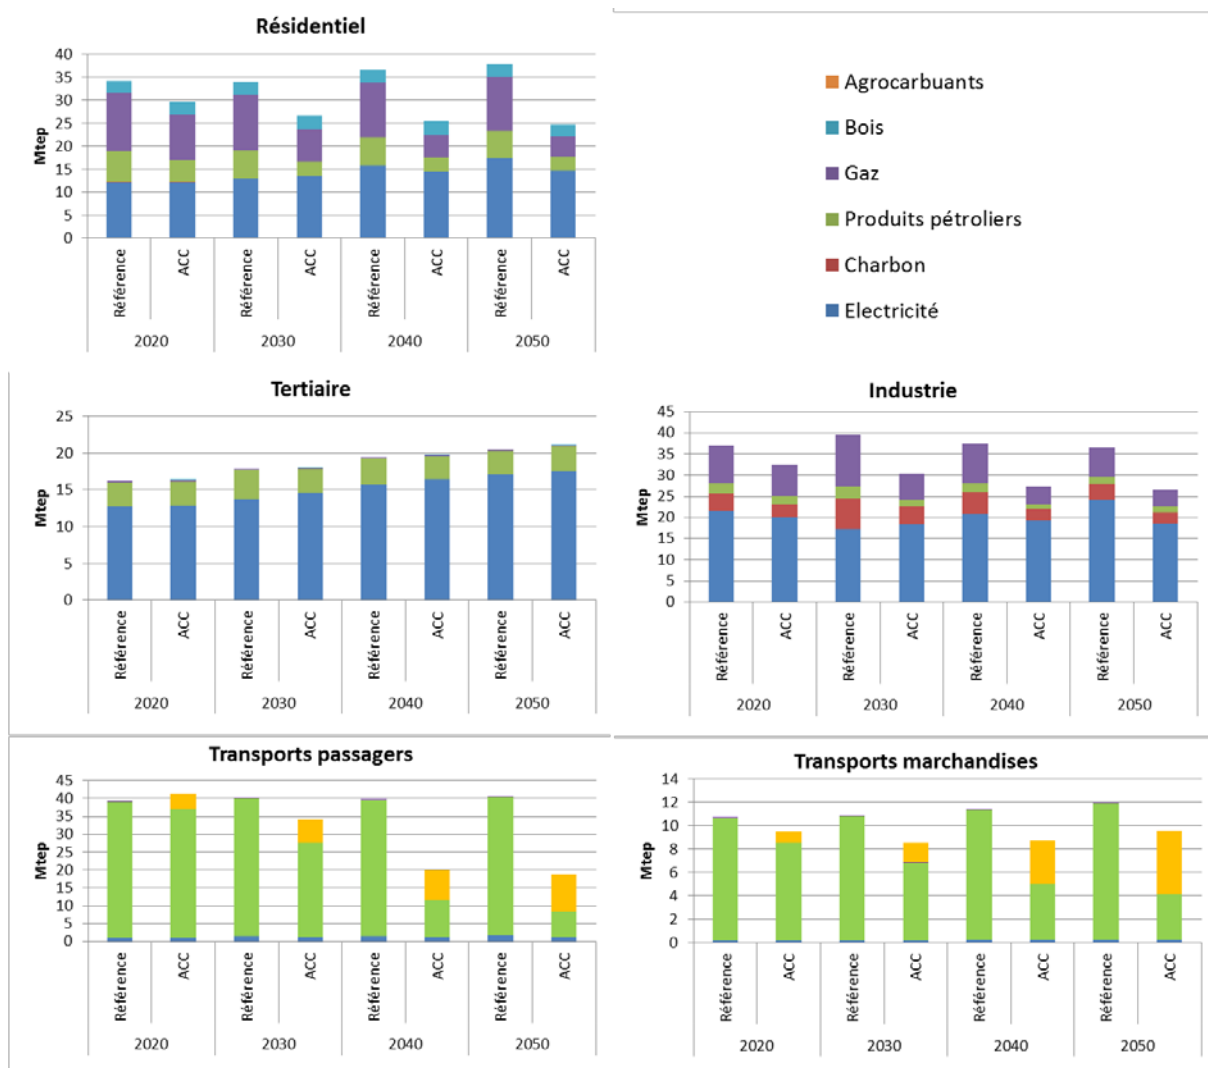 Résidentiel
40
35
30
25
20
15
10
5
0
Mtep
Référence
ACC
Référence
ACC
Référence
ACC
Référence
ACC
2020
2030
2040
2050
Agrocarbuants
Bois
Gaz
Produits pétroliers
Charbon
Electricité
Tertiaire
25
20
15
10
5
0
Mtep
Référence
ACC
Référence
ACC
Référence
ACC
Référence
ACC
2020
2030
2040
2050
Industrie
45
40
35
30
25
20
15
10
5
0
Mtep
Référence
ACC
Référence
ACC
Référence
ACC
Référence
ACC
2020
2030
2040
2050
Transports passagers
45
40
35
30
25
20
15
10
5
0
Mtep
Référence
ACC
Référence
ACC
Référence
ACC
Référence
ACC
2020
2030
2040
2050
Transports marchandises
14
12
10
8
6
4
2
0
Mtep
Référence
ACC
Référence
ACC
Référence
ACC
Référence
ACC
2020
2030
2040
2050